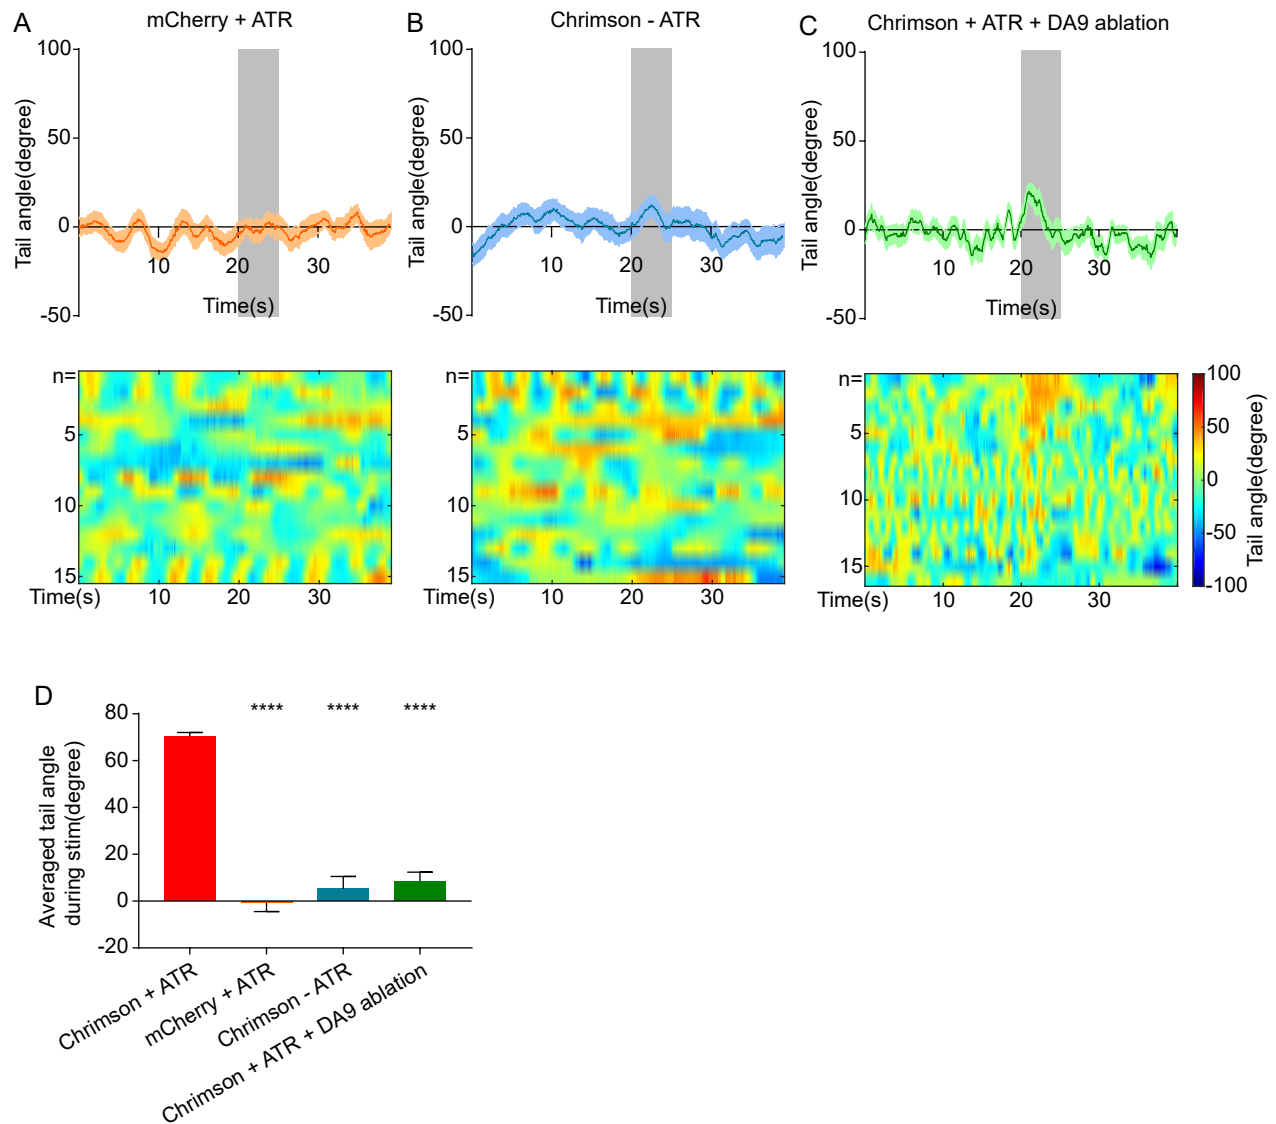 A
mCherry + ATR
100
50
0
-50
Tail angle(degree)
10
20
30
Time(s)
n=
5
10
15
Time(s)
10
20
30
B
Chrimson - ATR
100
50
0
-50
Tail angle(degree)
10
20
30
Time(s)
n=
5
10
15
Time(s)
10
20
30
C
Chrimson + ATR + DA9 ablation
100
50
0
-50
Tail angle(degree)
10
20
30
Time(s)
n=
5
10
15
Time(s)
10
20
30
100
50
0
-50
-100
Tail angle(degree)
D
80
60
40
20
0
-20
Averaged tail angle
during stim(degree)
****
****
****
Chrimson + ATR
mCherry + ATR
Chrimson - ATR
Chrimson + ATR + DA9 ablation